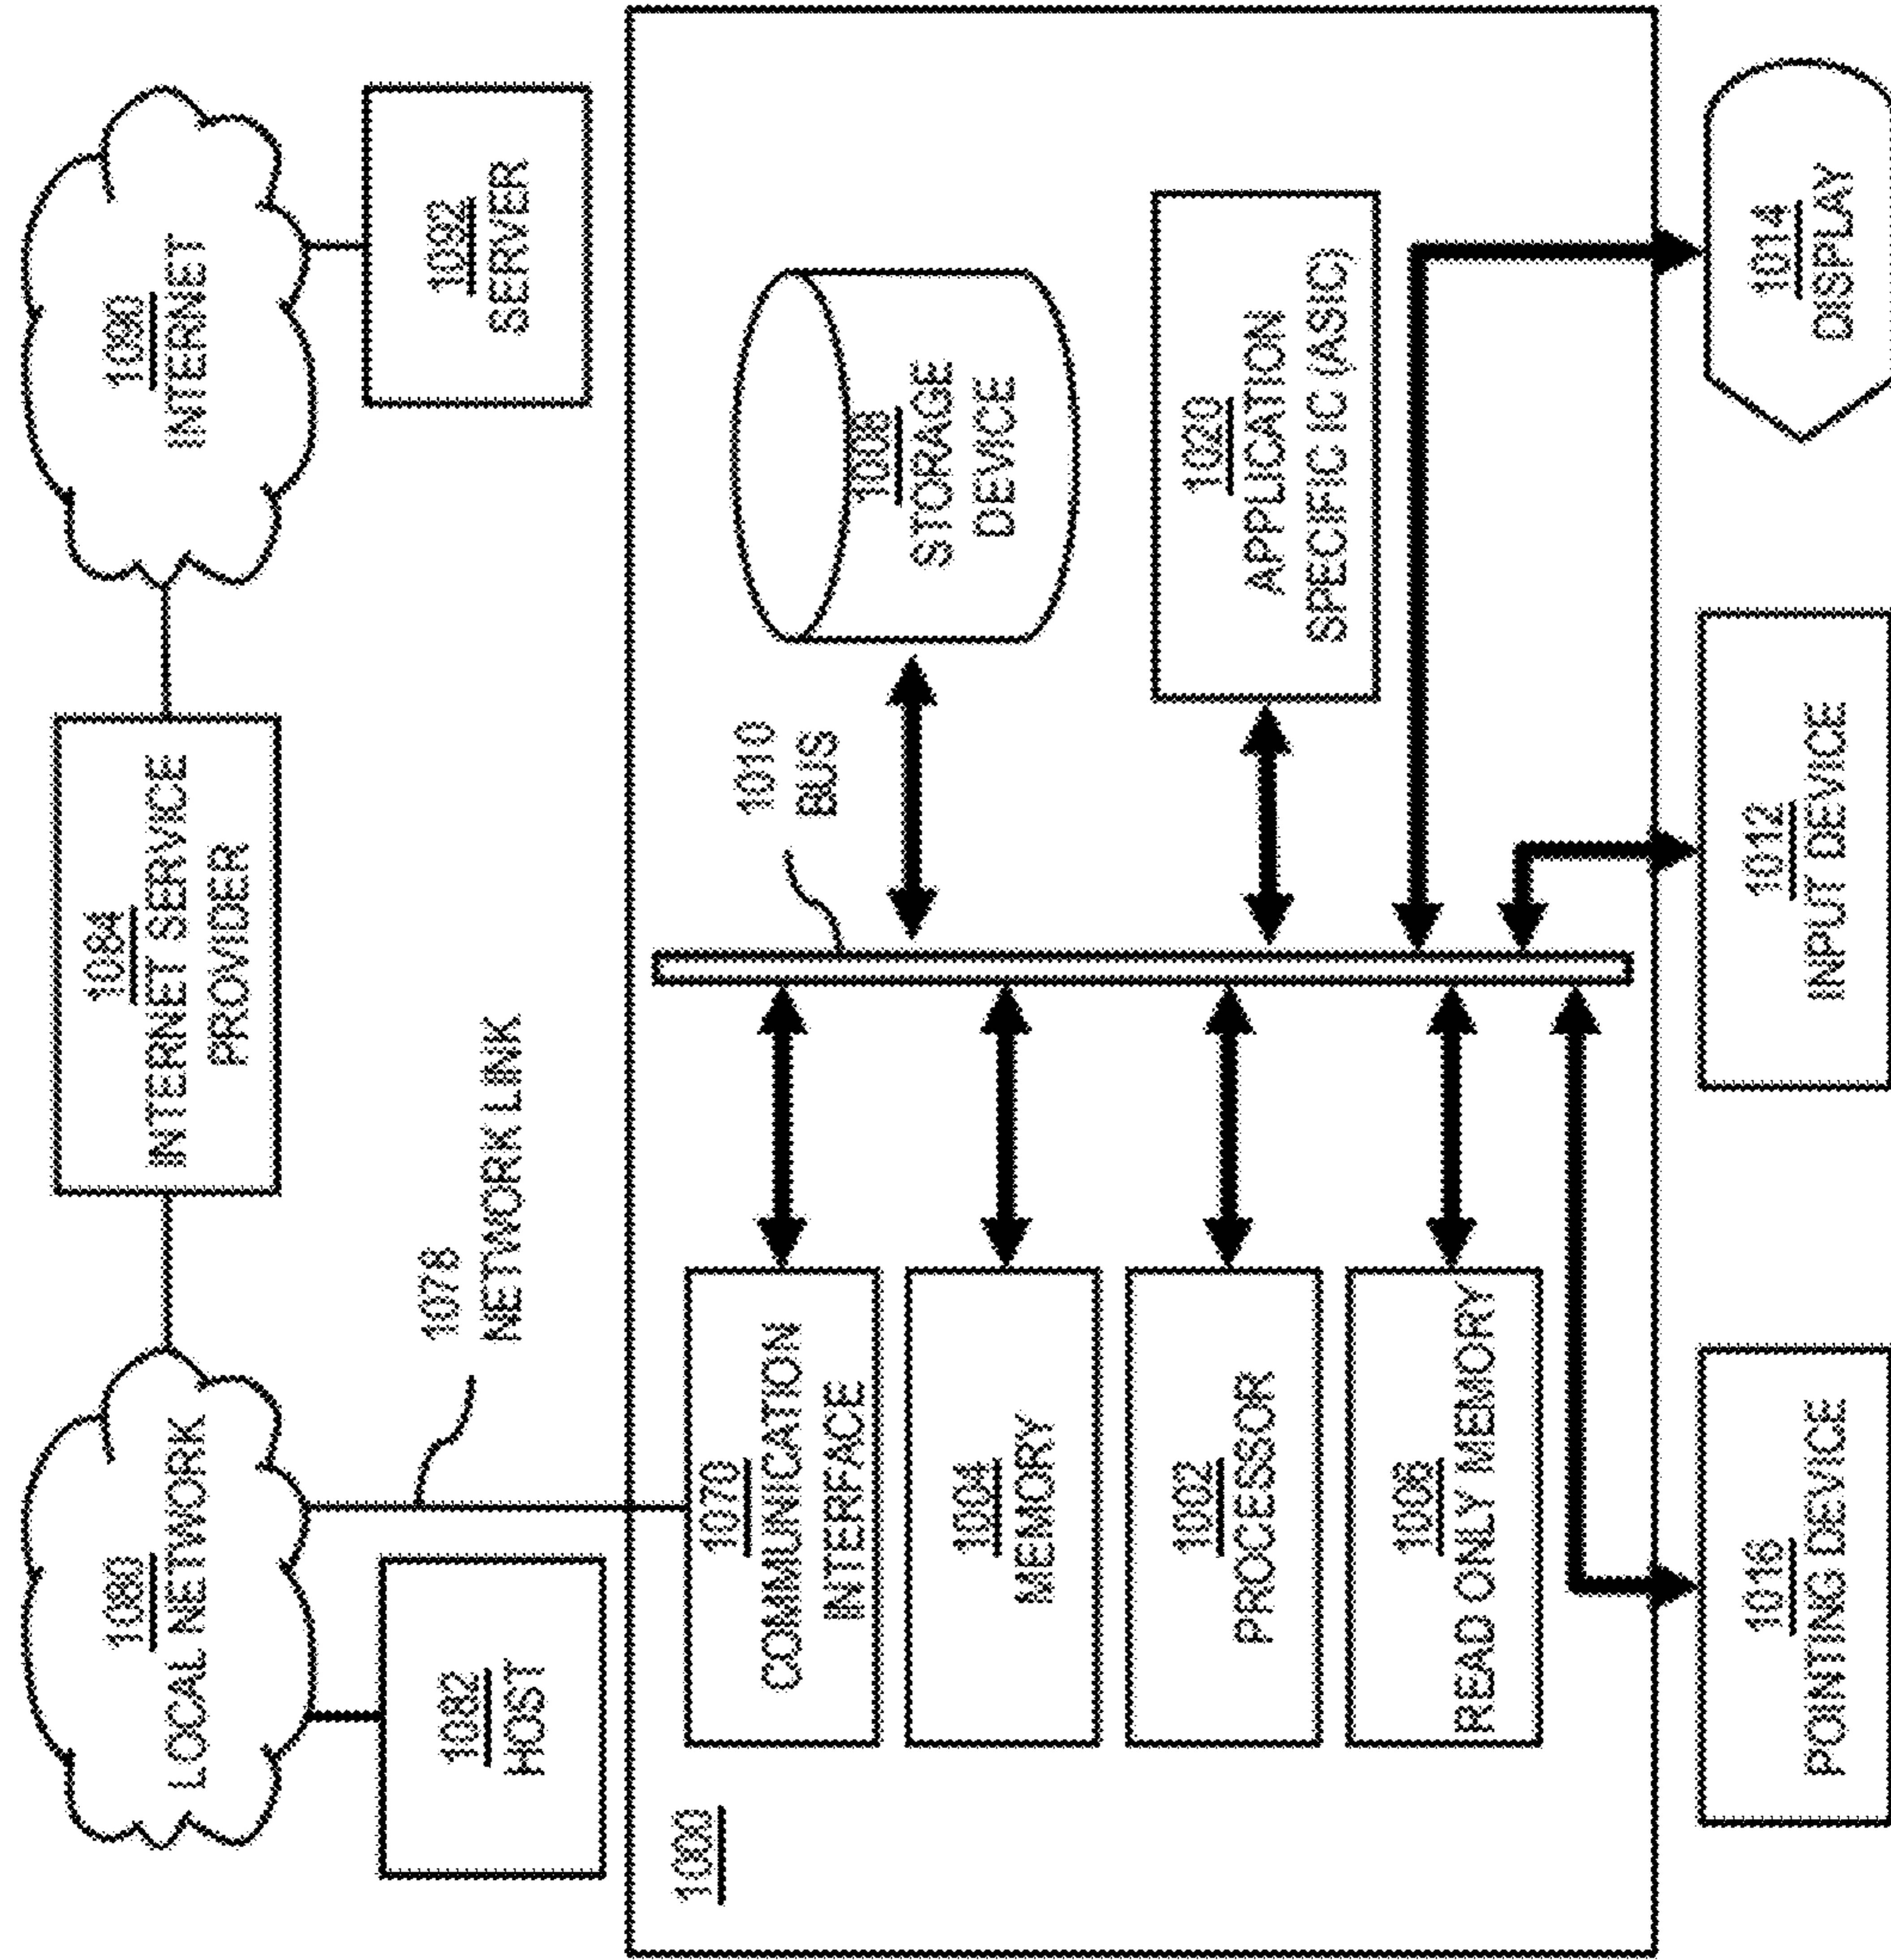 1080
LOCAL NETWORK
1084
INTERNET SERVICE
PROVIDER
1090
INTERNET
1082
HOST
1078
NETWORK LINK
1092
SERVER
1000
1070
COMMUNICATION
INTERFACE
1010
BUS
1008
STORAGE
DEVICE
1004
MEMORY
1002
PROCESSOR
1020
APPLICATION
SPECIFIC IC (ASIC)
1006
READ ONLY MEMORY
1016
POINTING DEVICE
1012
INPUT DEVICE
1014
DISPLAY